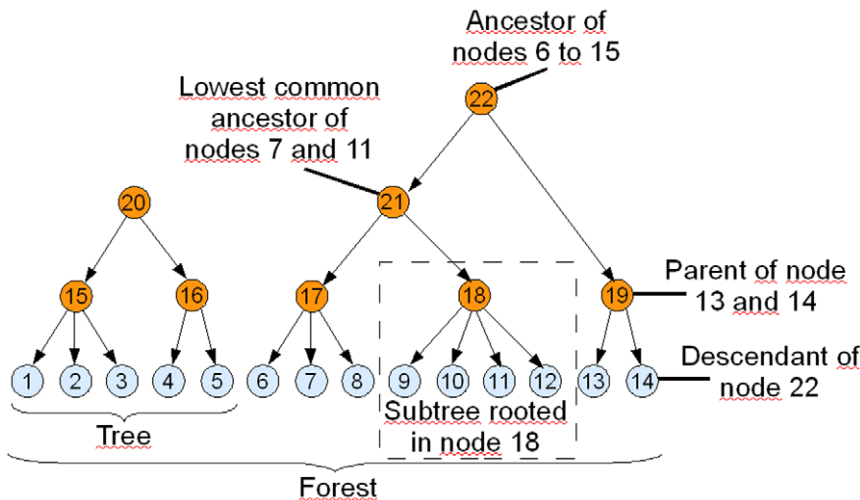 Ancestor of
nodes 6 to 15
Lowest common
ancestor of
nodes 7 and 11
22
20
21
15
16
17
18
19
Parent of node
13 and 14
1 2 3 4 5 6 7 8 9 10 11 12 13 14
Descendant of
node 22
Tree
Subtree rooted
in node 18
Forest